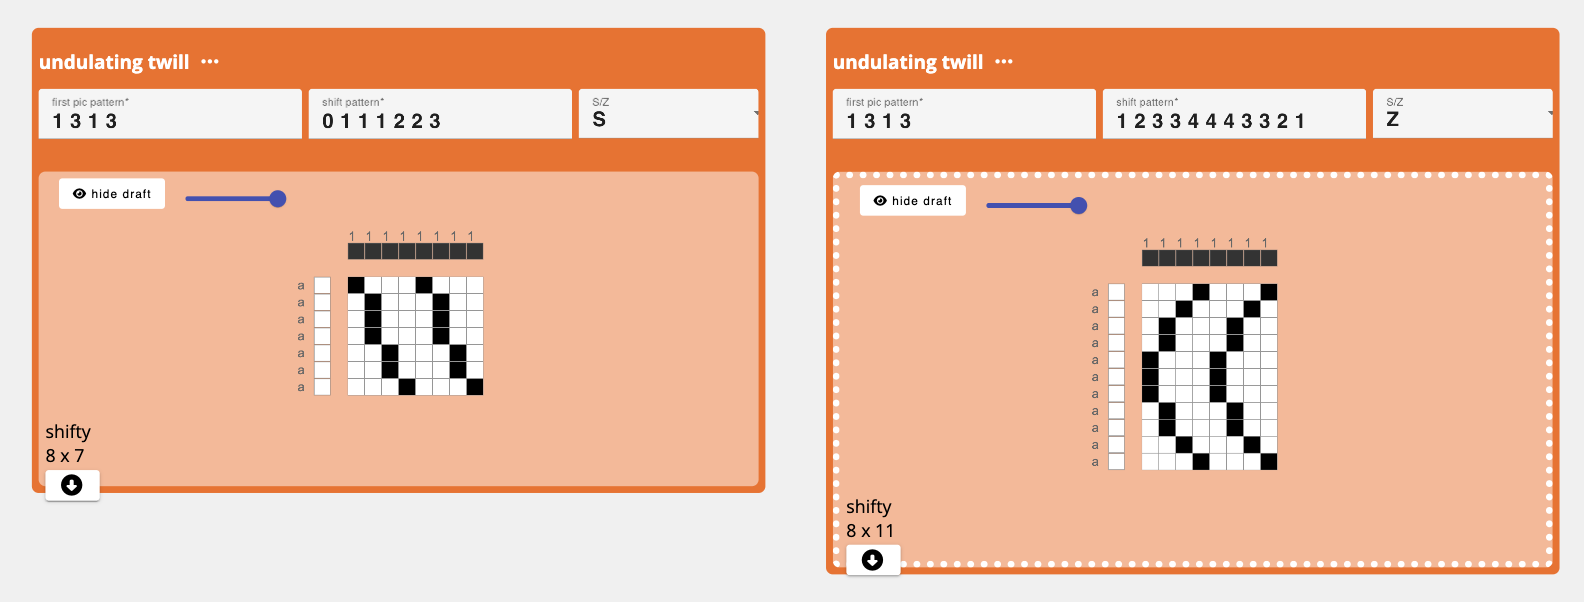 undulating twill ...
first pic pattern*
1 3 1 3
shift pattern*
0 1 1 1 2 2 3
S/Z
S
hide draft
1 1 1 1 1 1 1 1
a
a
a
a
a
a
a
shifty
8 x 7
undulating twill ...
first pic pattern*
1 3 1 3
shift pattern*
1 2 3 3 4 4 4 3 3 2 1
S/Z
Z
hide draft
1 1 1 1 1 1 1 1
a
a
a
a
a
a
a
a
a
a
a
shifty
8 x 11